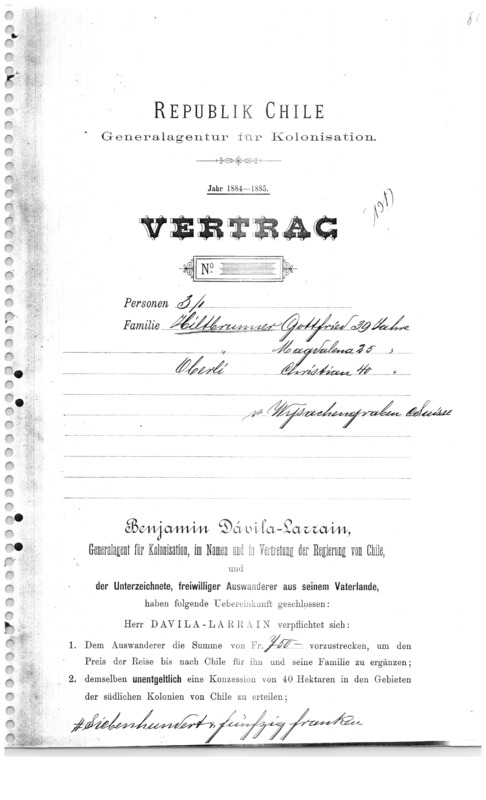 REPUBLIK CHILE
Generalagentur für Kolonisation.
Jahr 1884—1885.
VERTRAG
No
Personen 3 p.
Familie Hiltbrunner Gottfried 39 Jahre
" Magdalena 25 "
Oberli Christian 40 "
v. Wyssachengraben Suisse
Benjamin Dávila-Larrain,
Generalagent für Kolonisation, im Namen und in Vertretung der Regierung von Chile,
und
der Unterzeichnete, freiwilliger Auswanderer aus seinem Vaterlande,
haben folgende Uebereinkunft geschlossen:
Herr DAVILA-LARRAIN verpflichtet sich:
1. Dem Auswanderer die Summe von Fr. 750 — vorzustrecken, um den
Preis der Reise bis nach Chile für ihn und seine Familie zu ergänzen;
2. demselben unentgeltlich eine Konzession von 40 Hektaren in den Gebieten
der südlichen Kolonien von Chile zu erteilen;
# Siebenhundert & fünfzig franken